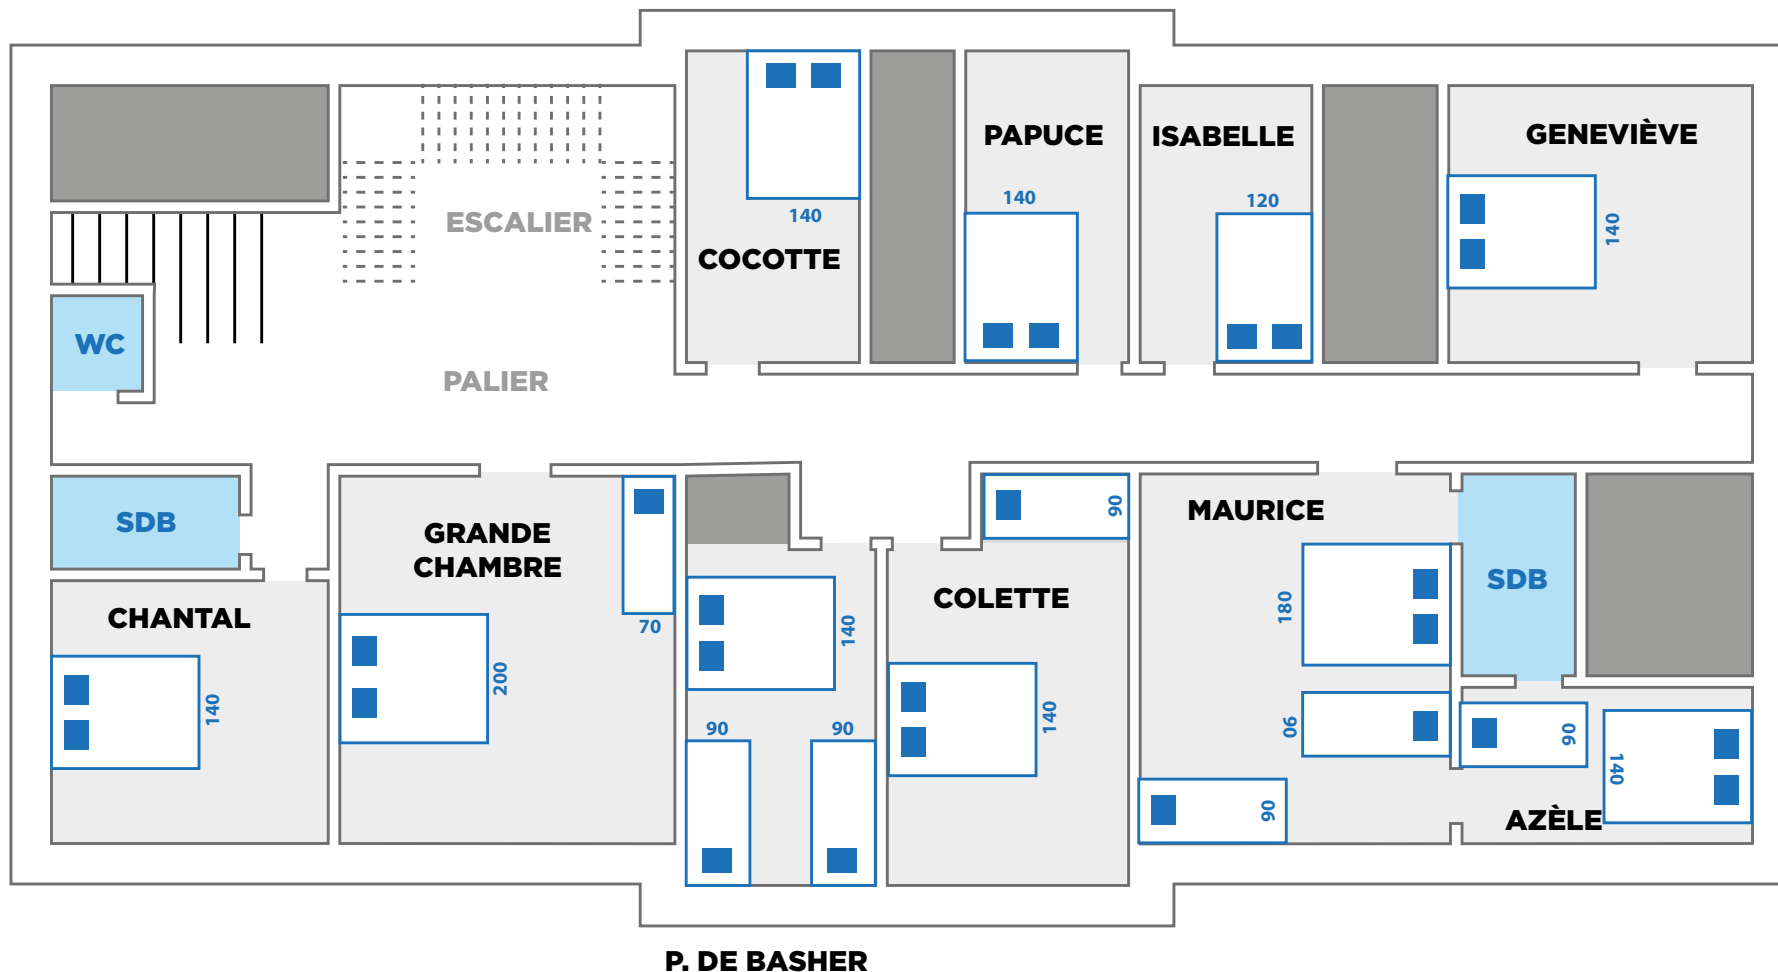 PAPUCE
ISABELLE
GENEVIÈVE
140
140
120
140
ESCALIER
COCOTTE
WC
PALIER
SDB
GRANDE
CHAMBRE
70
200
CHANTAL
140
140
90
90
90
COLETTE
140
MAURICE
180
90
90
SDB
90
140
AZÈLE
P. DE BASHER